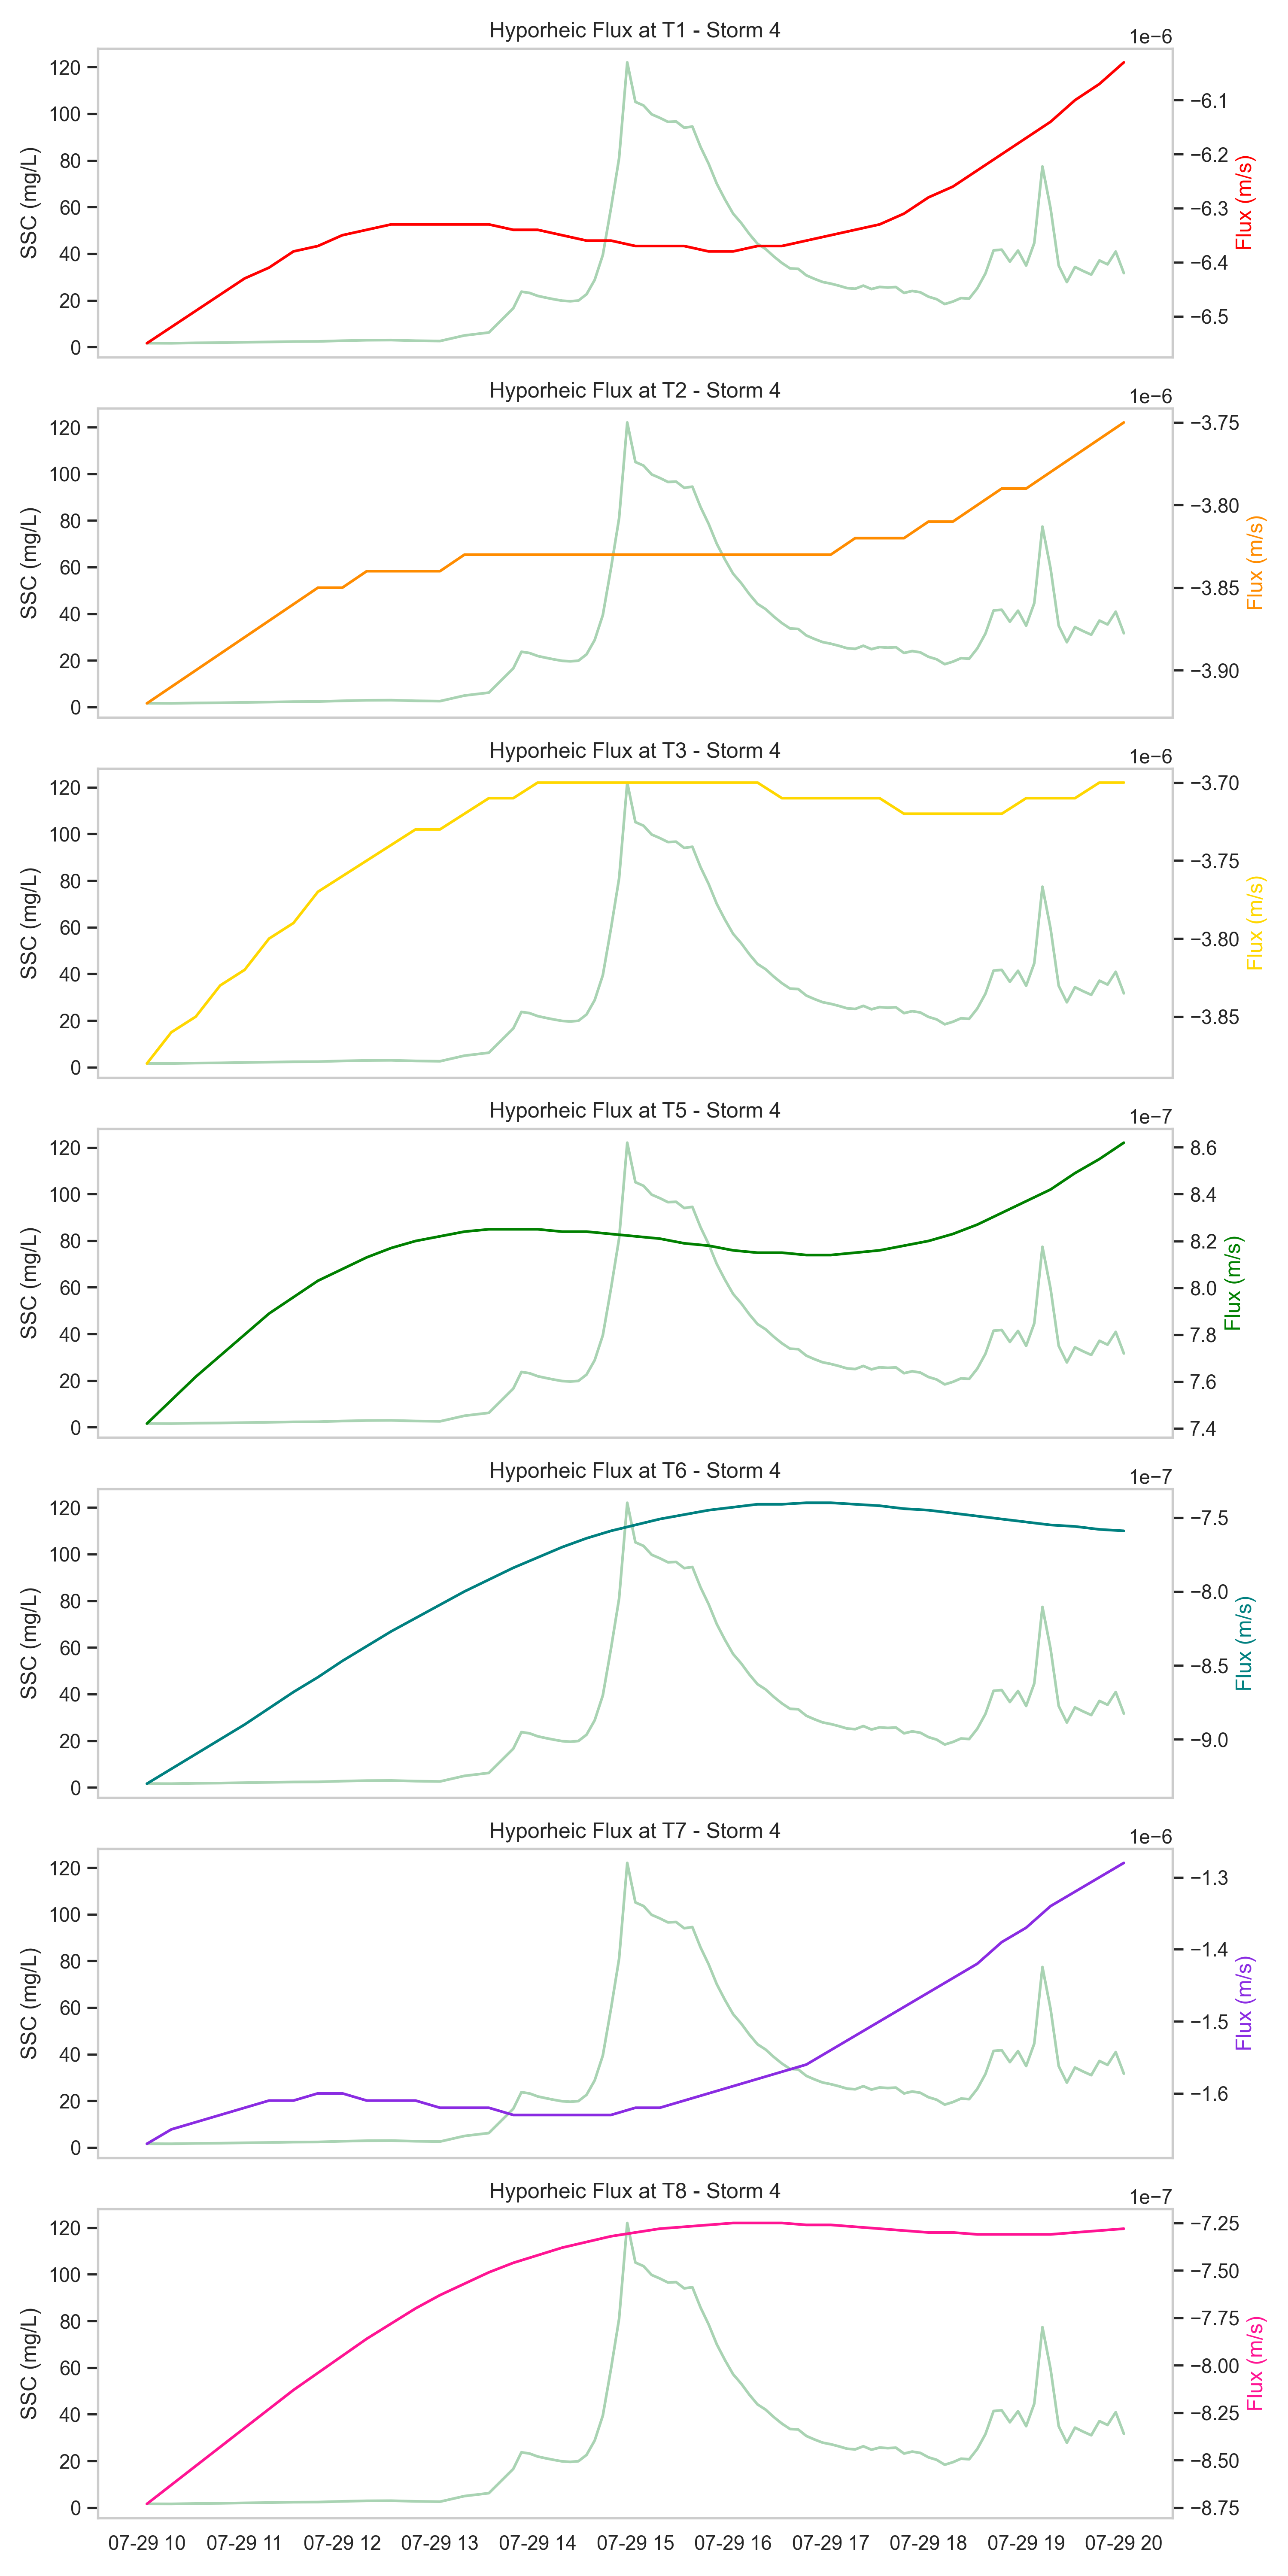 Hyporheic Flux at T1 - Storm 4
1e−6
SSC (mg/L)
120
100
80
60
40
20
0
−6.1
−6.2
−6.3
−6.4
−6.5
Flux (m/s)
Hyporheic Flux at T2 - Storm 4
1e−6
SSC (mg/L)
120
100
80
60
40
20
0
−3.75
−3.80
−3.85
−3.90
Flux (m/s)
Hyporheic Flux at T3 - Storm 4
1e−6
SSC (mg/L)
120
100
80
60
40
20
0
−3.70
−3.75
−3.80
−3.85
Flux (m/s)
Hyporheic Flux at T5 - Storm 4
1e−7
SSC (mg/L)
120
100
80
60
40
20
0
8.6
8.4
8.2
8.0
7.8
7.6
7.4
Flux (m/s)
Hyporheic Flux at T6 - Storm 4
1e−7
SSC (mg/L)
120
100
80
60
40
20
0
−7.5
−8.0
−8.5
−9.0
Flux (m/s)
Hyporheic Flux at T7 - Storm 4
1e−6
SSC (mg/L)
120
100
80
60
40
20
0
−1.3
−1.4
−1.5
−1.6
Flux (m/s)
Hyporheic Flux at T8 - Storm 4
1e−7
SSC (mg/L)
120
100
80
60
40
20
0
−7.25
−7.50
−7.75
−8.00
−8.25
−8.50
−8.75
Flux (m/s)
07-29 10 07-29 11 07-29 12 07-29 13 07-29 14 07-29 15 07-29 16 07-29 17 07-29 18 07-29 19 07-29 20